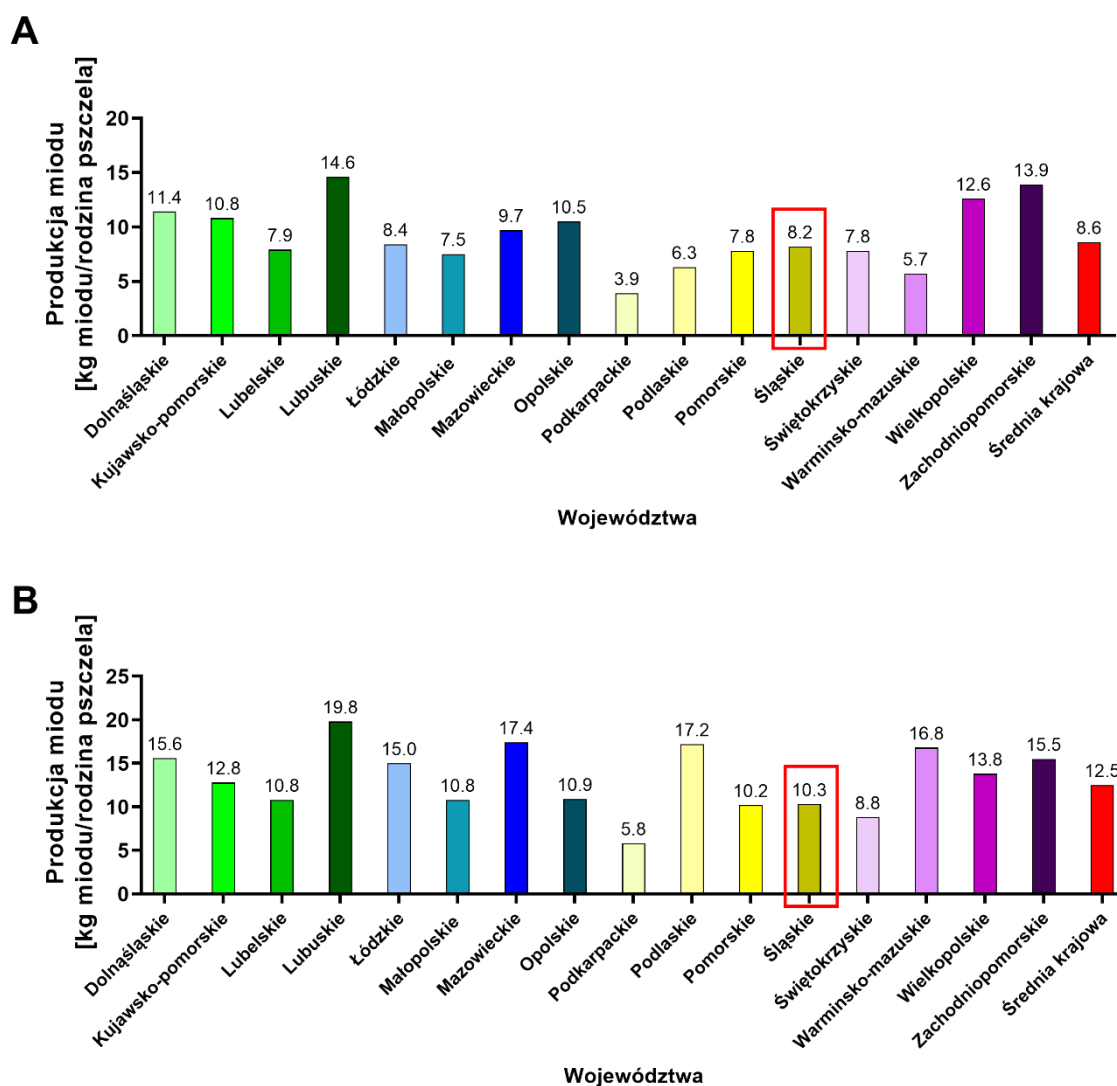 A
Produkcja miodu
[kg miodu/rodzina pszczela]
20
15
10
5
0
11.4
10.8
7.9
14.6
8.4
7.5
9.7
10.5
3.9
6.3
7.8
8.2
7.8
5.7
12.6
13.9
8.6
Dolnąśląskie
Kujawsko-pomorskie
Lubelskie
Lubuskie
Łódzkie
Małopolskie
Mazowieckie
Opolskie
Podkarpackie
Podlaskie
Pomorskie
Śląskie
Świętokrzyskie
Warminsko-mazuskie
Wielkopolskie
Zachodniopomorskie
Średnia krajowa
Województwa
B
Produkcja miodu
[kg miodu/rodzina pszczela]
25
20
15
10
5
0
15.6
12.8
10.8
19.8
15.0
10.8
17.4
10.9
5.8
17.2
10.2
10.3
8.8
16.8
13.8
15.5
12.5
Dolnąśląskie
Kujawsko-pomorskie
Lubelskie
Lubuskie
Łódzkie
Małopolskie
Mazowieckie
Opolskie
Podkarpackie
Podlaskie
Pomorskie
Śląskie
Świętokrzyskie
Warminsko-mazuskie
Wielkopolskie
Zachodniopomorskie
Średnia krajowa
Województwa